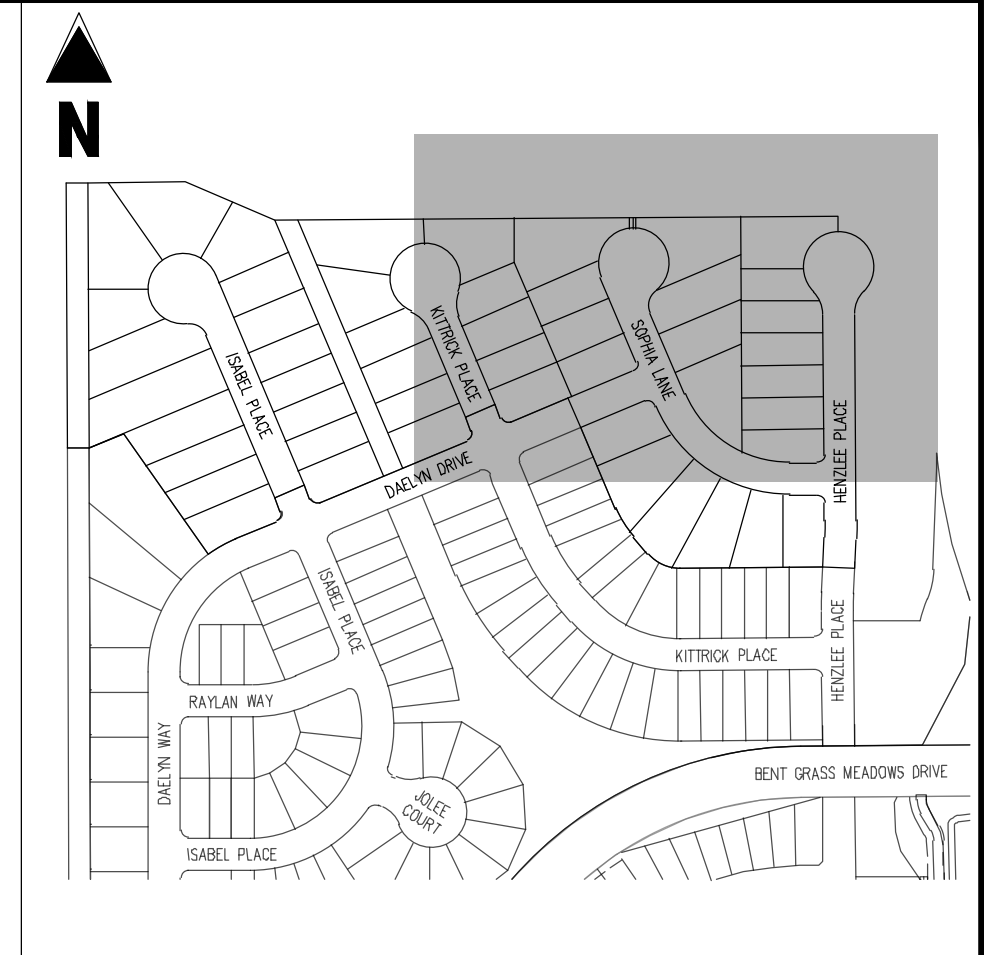 N
KITTRICK PLACE
SOPHIA LANE
ISABEL PLACE
HENZLEE PLACE
DAELYN DRIVE
ISABEL PLACE
HENZLEE PLACE
KITTRICK PLACE
RAYLAN WAY
DAELYN WAY
BENT GRASS MEADOWS DRIVE
JOLEE
COURT
ISABEL PLACE